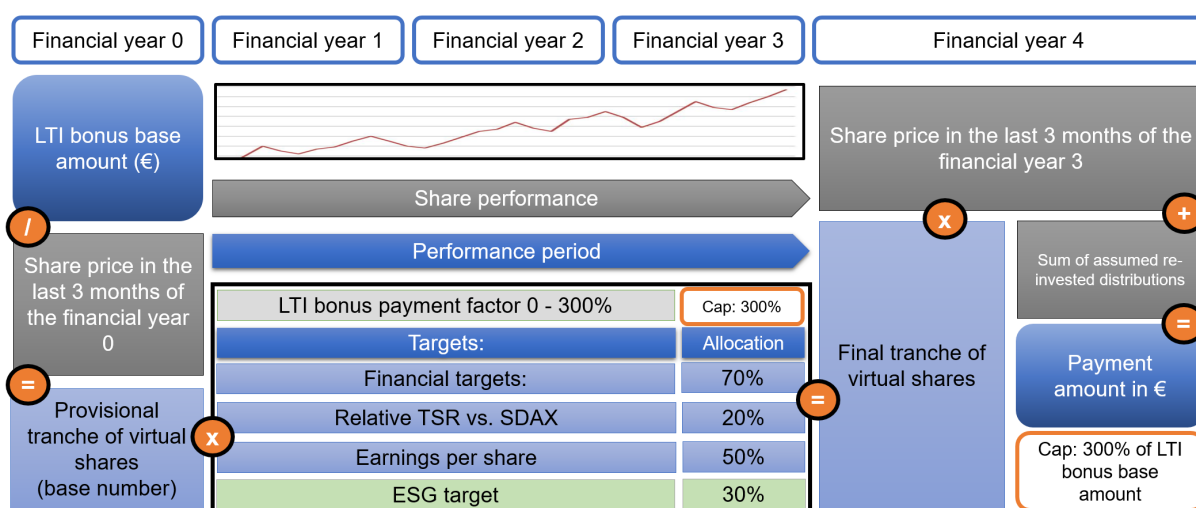 Financial year 0
Financial year 1
Financial year 2
Financial year 3
Financial year 4
LTI bonus base
amount (€)
/
Share price in the
last 3 months of
the financial year
0
=
Provisional
tranche of virtual
shares
(base number)
x
Share performance
Performance period
LTI bonus payment factor 0 - 300%
Cap: 300%
Targets:
Allocation
Financial targets:
70%
Relative TSR vs. SDAX
20%
Earnings per share
50%
ESG target
30%
=
Share price in the last 3 months of the
financial year 3
x
Final tranche of
virtual shares
+
Sum of assumed re-
invested distributions
=
Payment
amount in €
Cap: 300% of LTI
bonus base
amount